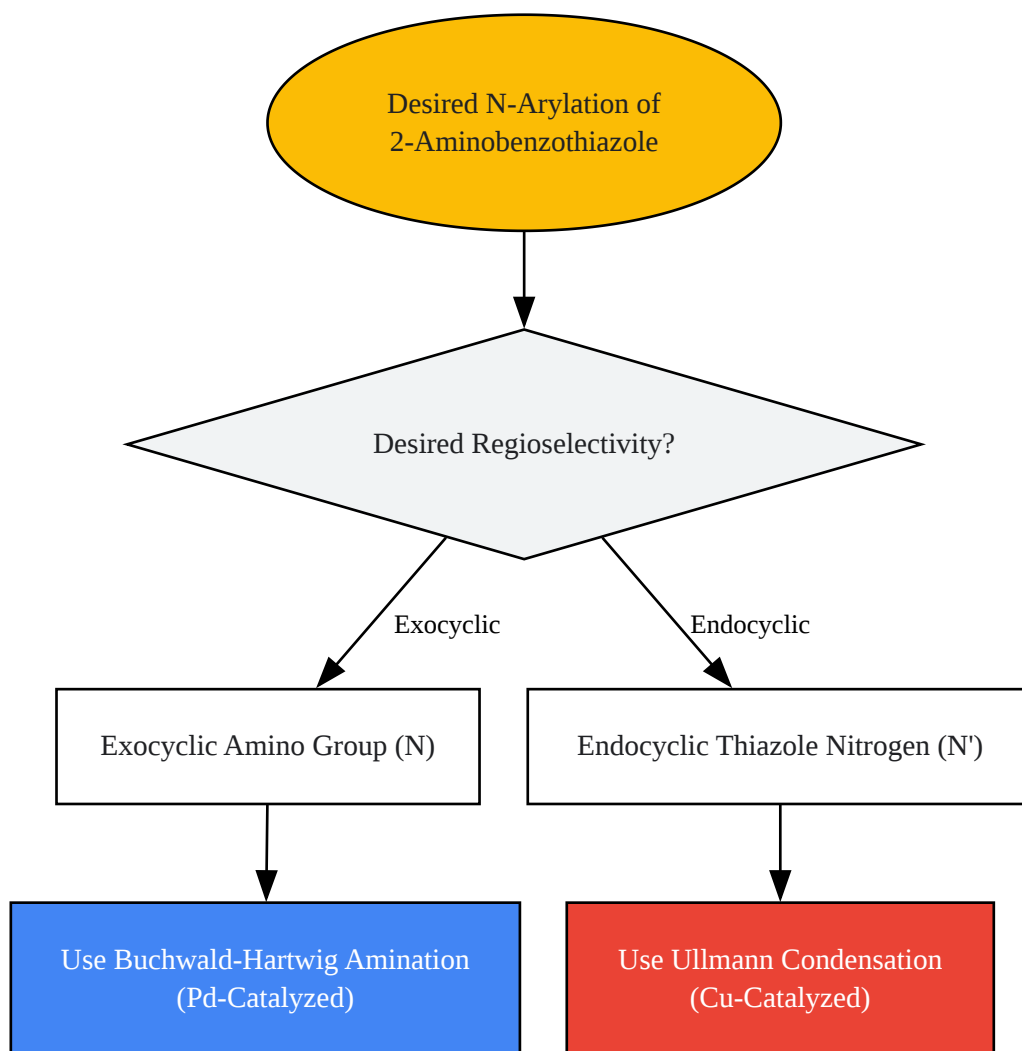 Desired N-Arylation of
2-Aminobenzothiazole
Desired Regioselectivity?
Exocyclic
Endocyclic
Exocyclic Amino Group (N)
Endocyclic Thiazole Nitrogen (N')
Use Buchwald-Hartwig Amination
(Pd-Catalyzed)
Use Ullmann Condensation
(Cu-Catalyzed)